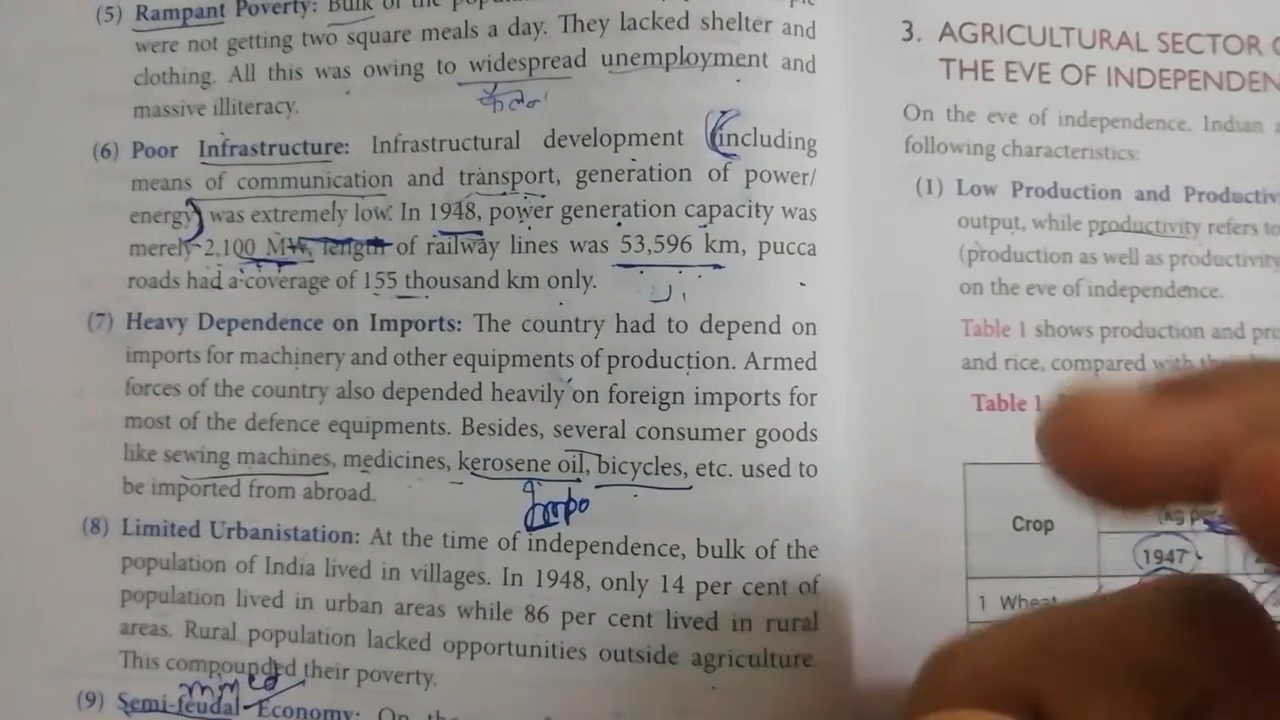 (5) Rampant Poverty: Bulk of the
were not getting two square meals a day. They lacked shelter and
clothing. All this was owing to widespread unemployment and
massive illiteracy.
(6) Poor Infrastructure: Infrastructural development (including
means of communication and transport, generation of power/
energy) was extremely low. In 1948, power generation capacity was
merely 2,100 MW, length of railway lines was 53,596 km, pucca
roads had a coverage of 155 thousand km only.
(7) Heavy Dependence on Imports: The country had to depend on
imports for machinery and other equipments of production. Armed
forces of the country also depended heavily on foreign imports for
most of the defence equipments. Besides, several consumer goods
like sewing machines, medicines, kerosene oil, bicycles, etc. used to
be imported from abroad.
Impo
(8) Limited Urbanistation: At the time of independence, bulk of the
population of India lived in villages. In 1948, only 14 per cent of
population lived in urban areas while 86 per cent lived in rural
areas. Rural population lacked opportunities outside agriculture
This compounded their poverty.
(9) Semi-feudal Economy: On the
3. AGRICULTURAL SECTOR
THE EVE OF INDEPENDEN
On the eve of independence, Indian
following characteristics:
(1) Low Production and Productiv
output, while productivity refers to
(production as well as productivity
on the eve of independence.
Table 1 shows production and pro
and rice, compared with
Table 1
Crop
(kg per
1947
1 Wheat